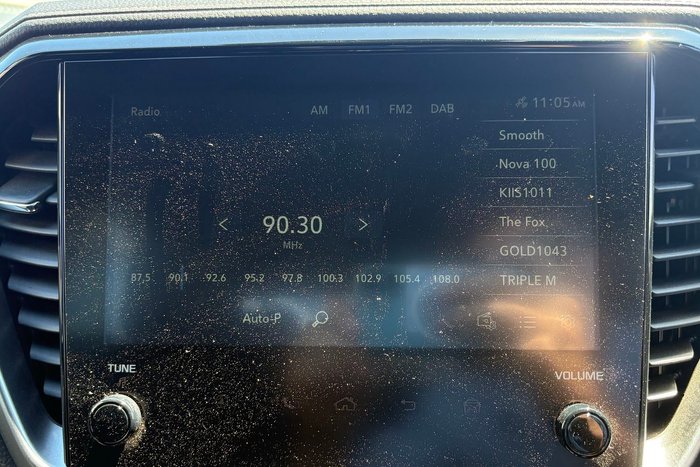 Radio AM FM1 FM2 DAB 11:05 AM
Smooth
Nova 100
KIIS1011
The Fox
GOLD1043
TRIPLE M
< 90.30 >
MHz
87.5 90.1 92.6 95.2 97.8 100.3 102.9 105.4 108.0
Auto-P
TUNE
VOLUME